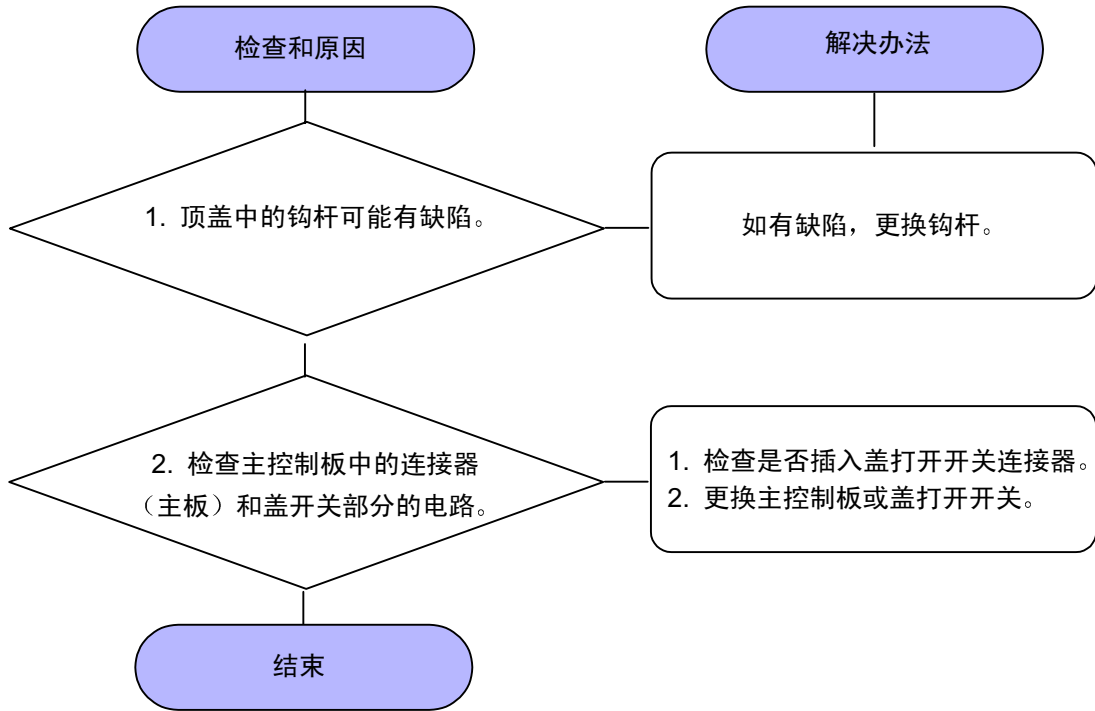 检查和原因
解决办法
1. 顶盖中的钩杆可能有缺陷。
如有缺陷，更换钩杆。
2. 检查主控制板中的连接器
（主板）和盖开关部分的电路。
1. 检查是否插入盖打开开关连接器。
2. 更换主控制板或盖打开开关。
结束